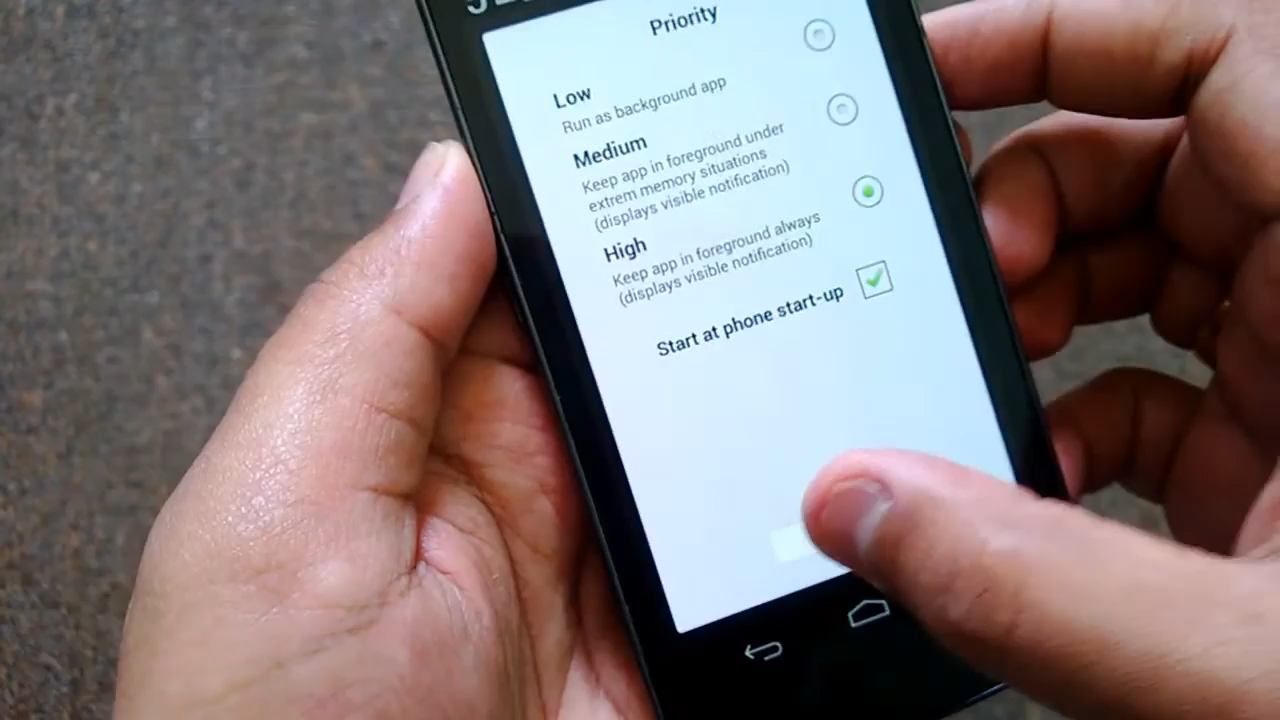 Priority
Low
Run as background app
Medium
Keep app in foreground under
extrem memory situations
(displays visible notification)
High
Keep app in foreground always
(displays visible notification)
Start at phone start-up